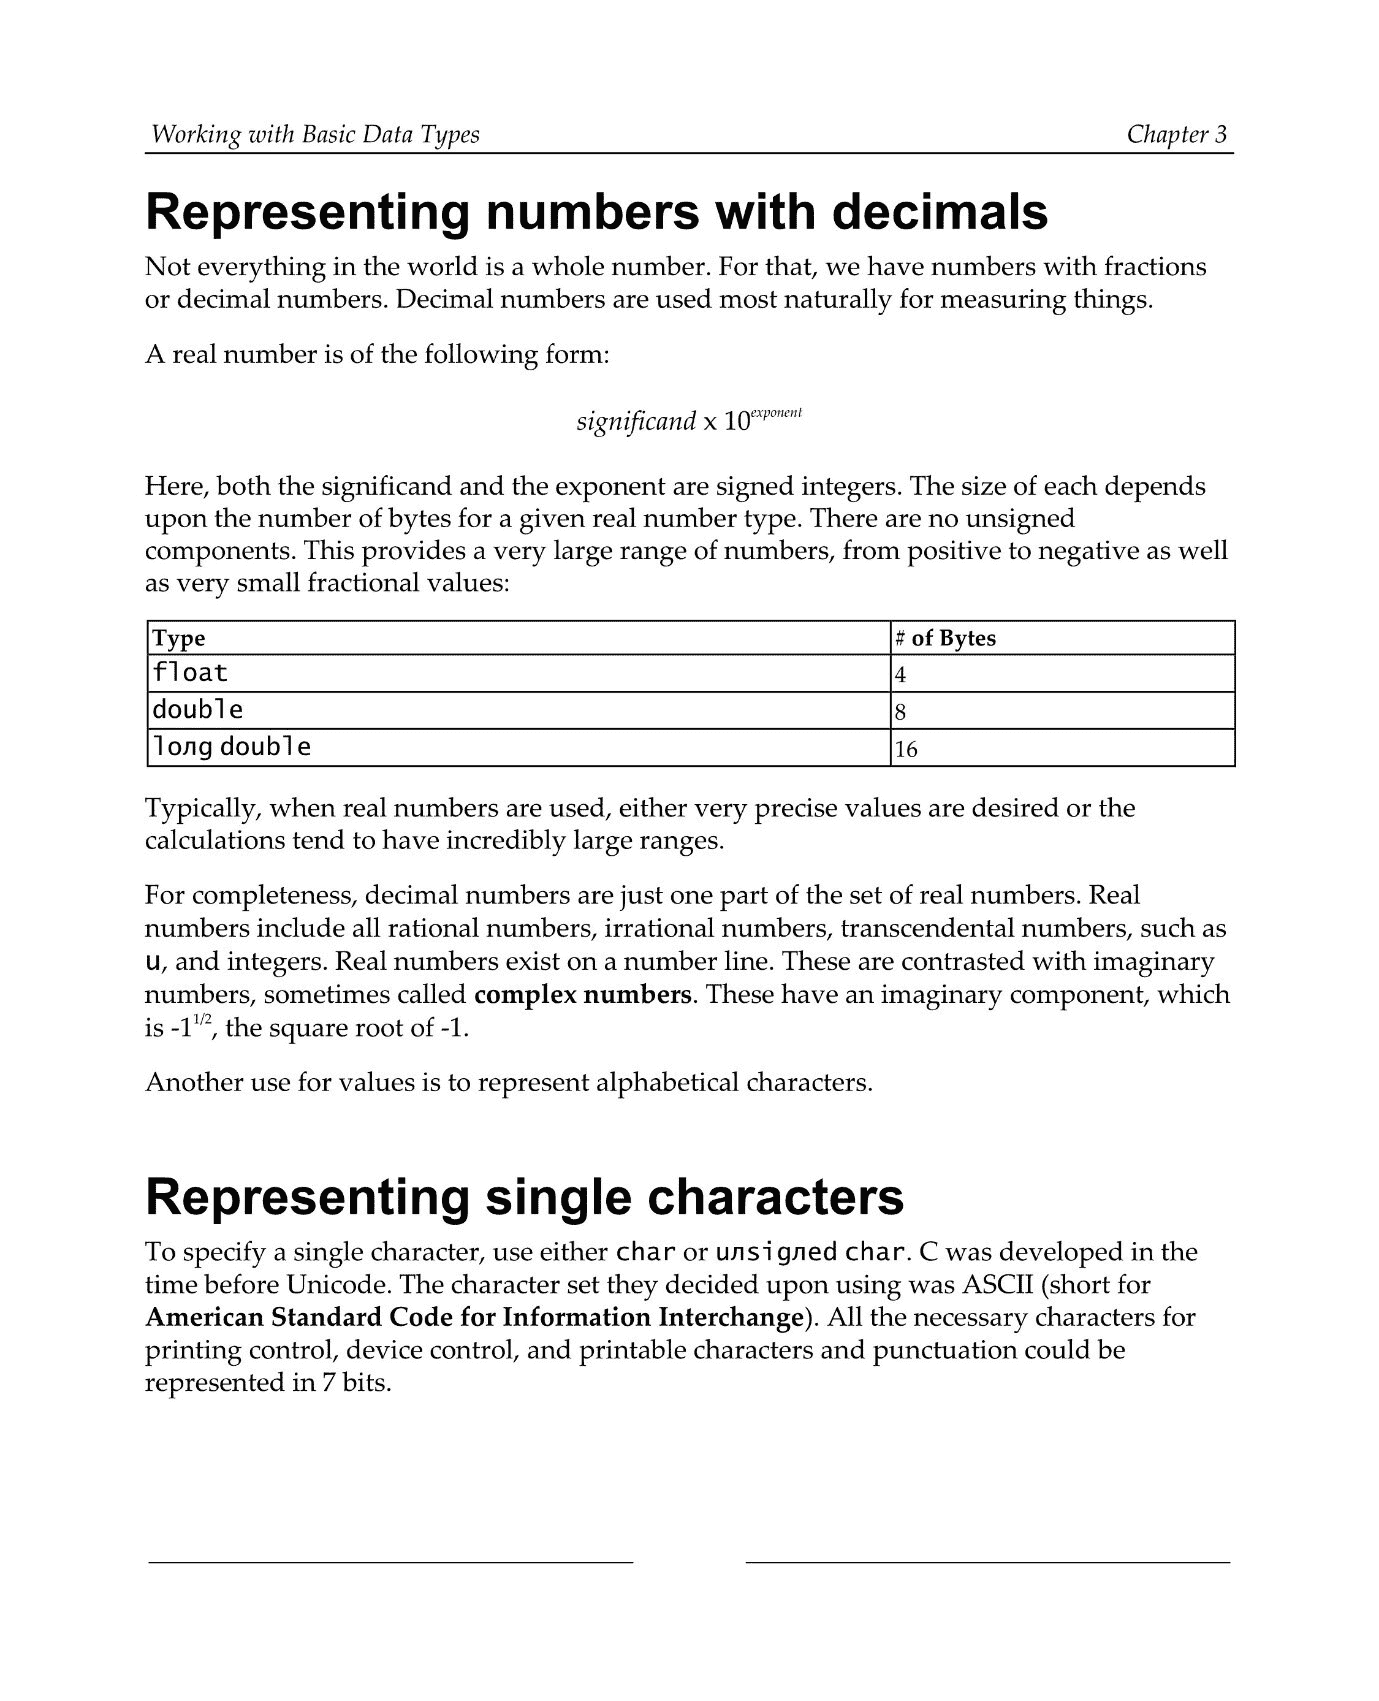 Working with Basic Data Types Chapter 3
Representing numbers with decimals
Not everything in the world is a whole number. For that, we have numbers with fractions
or decimal numbers. Decimal numbers are used most naturally for measuring things.
A real number is of the following form:
significand x 10^exponent
Here, both the significand and the exponent are signed integers. The size of each depends
upon the number of bytes for a given real number type. There are no unsigned
components. This provides a very large range of numbers, from positive to negative as well
as very small fractional values:
Type # of Bytes
float 4
double 8
long double 16
Typically, when real numbers are used, either very precise values are desired or the
calculations tend to have incredibly large ranges.
For completeness, decimal numbers are just one part of the set of real numbers. Real
numbers include all rational numbers, irrational numbers, transcendental numbers, such as
u, and integers. Real numbers exist on a number line. These are contrasted with imaginary
numbers, sometimes called complex numbers. These have an imaginary component, which
is -1^1/2, the square root of -1.
Another use for values is to represent alphabetical characters.
Representing single characters
To specify a single character, use either char or unsigned char. C was developed in the
time before Unicode. The character set they decided upon using was ASCII (short for
American Standard Code for Information Interchange). All the necessary characters for
printing control, device control, and printable characters and punctuation could be
represented in 7 bits.